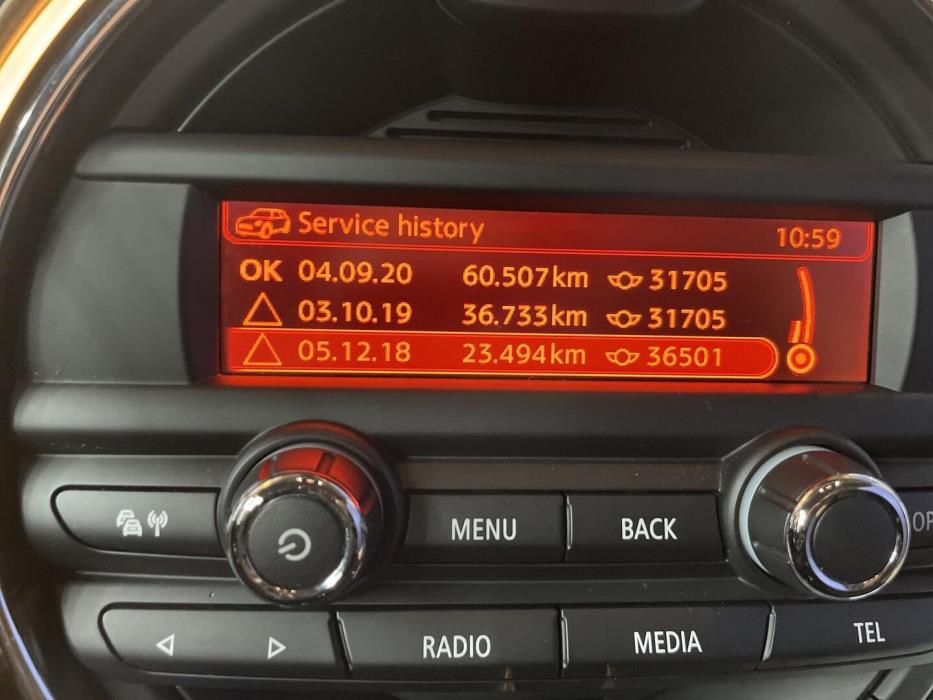 Service history 10:59
OK 04.09.20 60.507km 31705
03.10.19 36.733km 31705
05.12.18 23.494km 36501
MENU BACK OP
RADIO MEDIA TEL